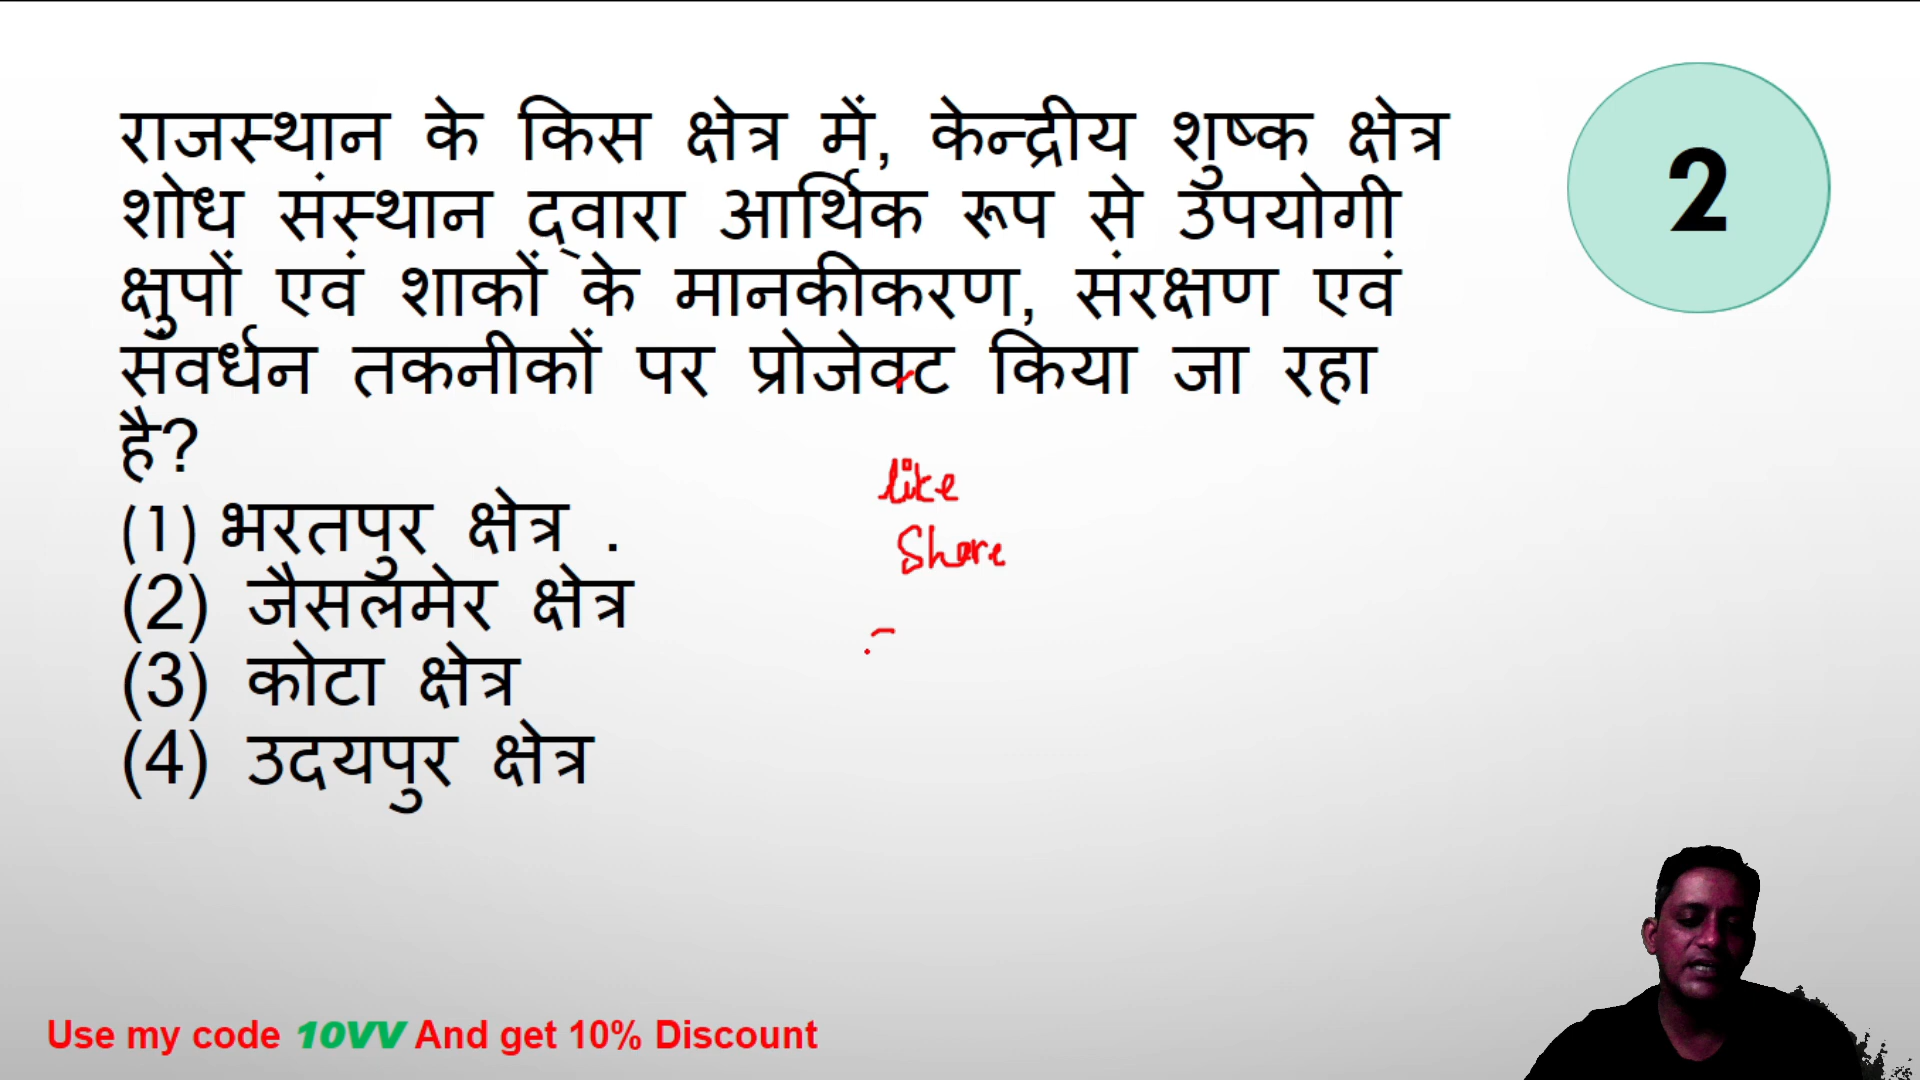 राजस्थान के किस क्षेत्र में, केन्द्रीय शुष्क क्षेत्र
2
शोध संस्थान द्वारा आर्थिक रूप से उपयोगी
क्षुपों एवं शाकों के मानकीकरण, संरक्षण एवं
संवर्धन तकनीकों पर प्रोजेक्ट किया जा रहा
है?
like
(1) भरतपुर क्षेत्र .
Share
(2) जैसलमेर क्षेत्र
(3) कोटा क्षेत्र
(4) उदयपुर क्षेत्र
Use my code 10VV And get 10% Discount